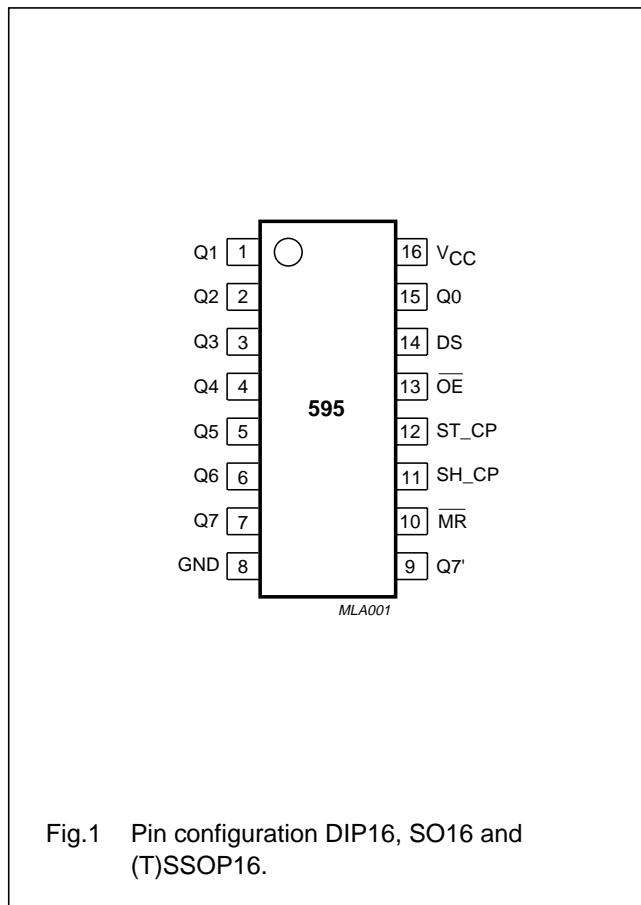 Q1 1 16 VCC
Q2 2 15 Q0
Q3 3 14 DS
Q4 4 13 O̅E̅
595
Q5 5 12 ST_CP
Q6 6 11 SH_CP
Q7 7 10 M̅R̅
GND 8 9 Q7'
MLA001
Fig.1 Pin configuration DIP16, SO16 and
(T)SSOP16.